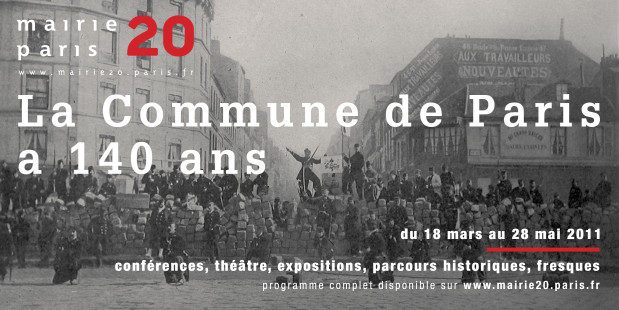 mairie 20
paris
www.mairie20.paris.fr
AUX TRAVAILLEURS
NOUVEAUTES
La Commune de Paris
a 140 ans
du 18 mars au 28 mai 2011
conférences, théâtre, expositions, parcours historiques, fresques
programme complet disponible sur www.mairie20.paris.fr